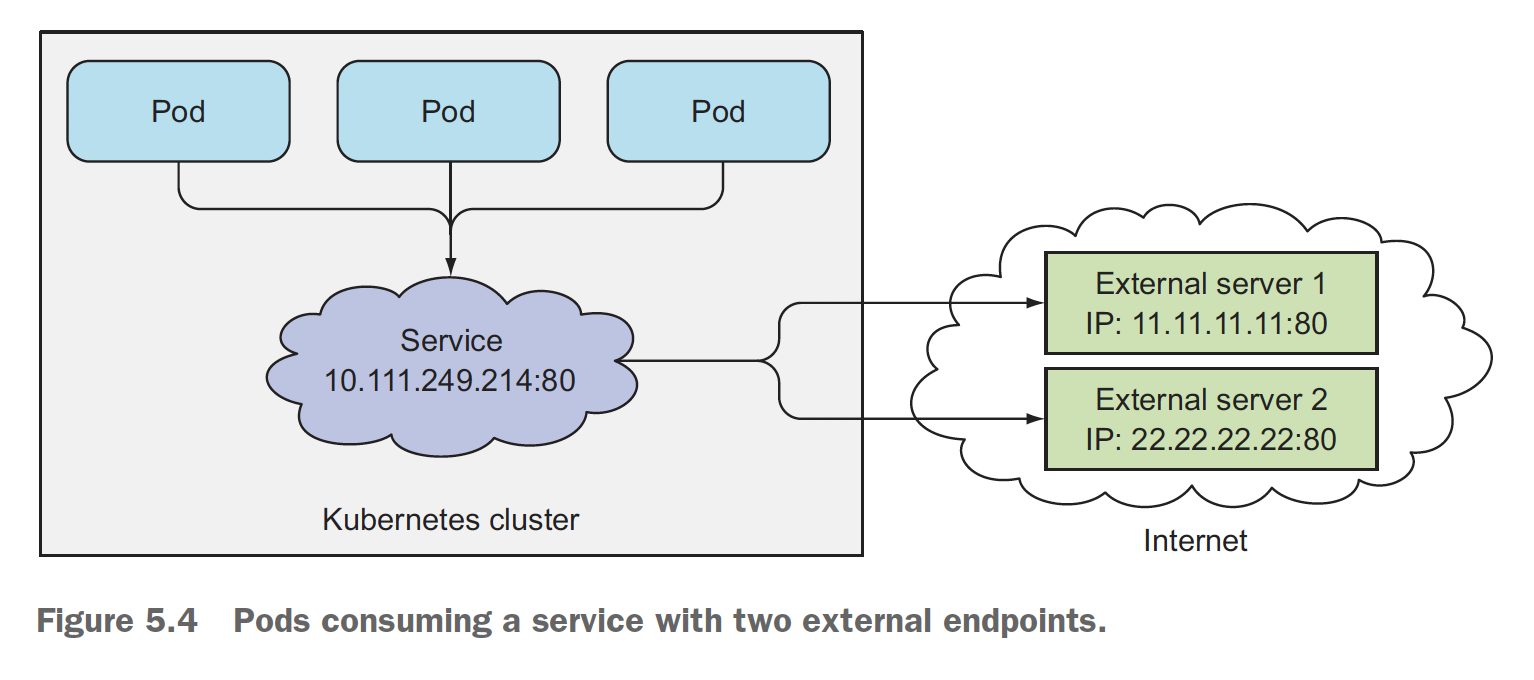 Pod
Pod
Pod
Service
10.111.249.214:80
Kubernetes cluster
External server 1
IP: 11.11.11.11:80
External server 2
IP: 22.22.22.22:80
Internet
Figure 5.4 Pods consuming a service with two external endpoints.